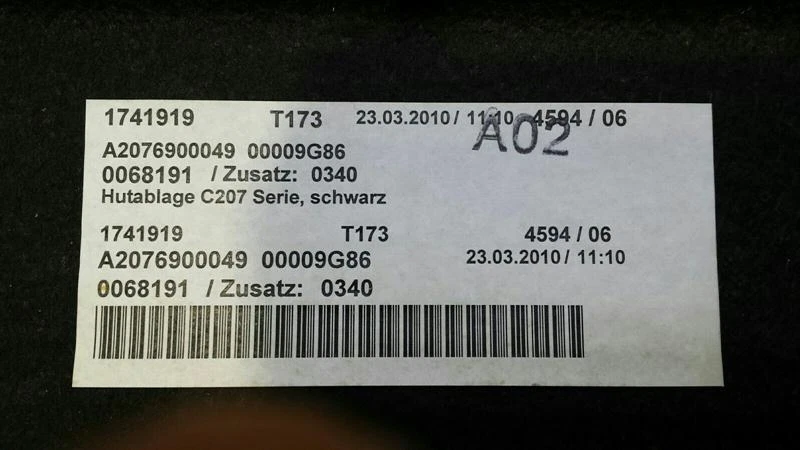 1741919 T173 23.03.2010 / 11:10 4594 / 06
A02
A2076900049 00009G86
0068191 / Zusatz: 0340
Hutablage C207 Serie, schwarz
1741919 T173 4594 / 06
A2076900049 00009G86 23.03.2010 / 11:10
0068191 / Zusatz: 0340